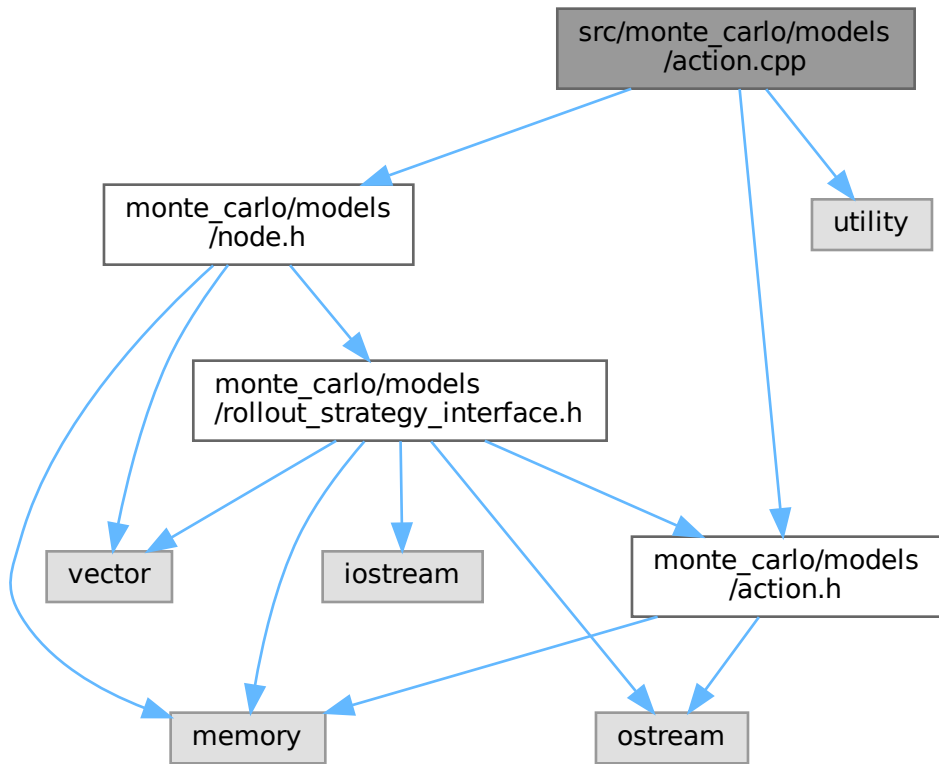 src/monte_carlo/models
/action.cpp
monte_carlo/models
/node.h
utility
monte_carlo/models
/rollout_strategy_interface.h
vector
iostream
monte_carlo/models
/action.h
memory
ostream